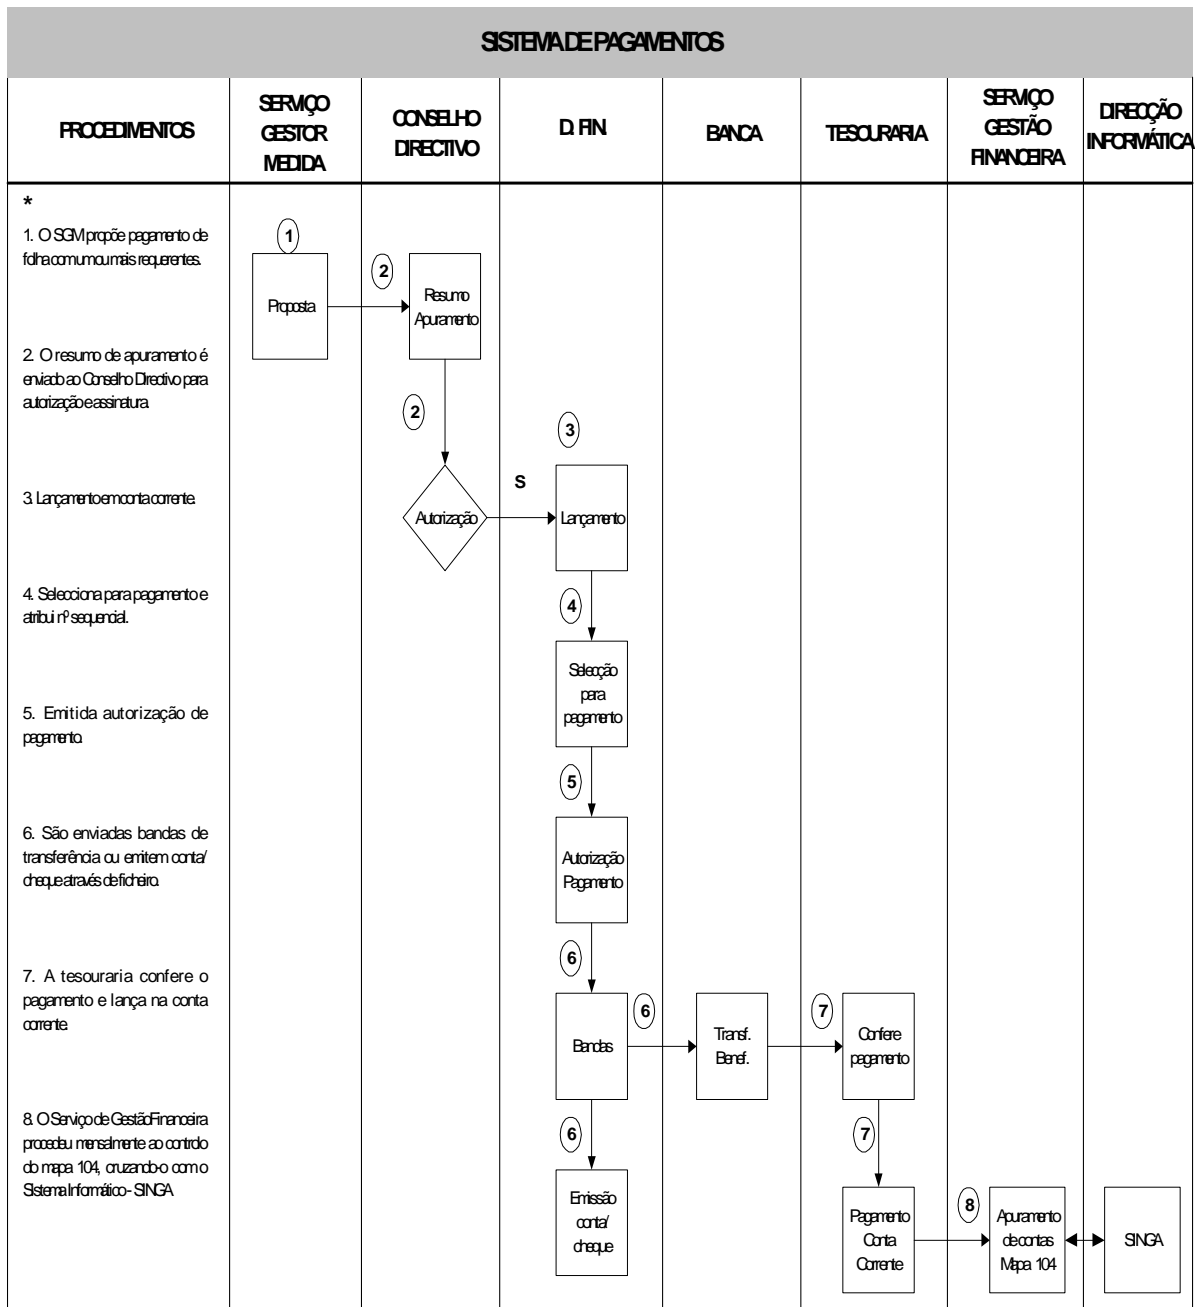 SISTEMA DE PAGAMENTOS
PROCEDIMENTOS
SERVIÇO
GESTOR
MEDIDA
CONSELHO
DIRECTIVO
D. FIN.
BANCA
TESOURARIA
SERVIÇO
GESTÃO
FINANCEIRA
DIRECÇÃO
INFORMÁTICA
*
1. O SGM propõe pagamento de
folha com um ou mais requerentes.
2. O resumo de apuramento é
enviado ao Conselho Directivo para
autorização e assinatura.
3. Lançamento em conta corrente.
4. Selecciona para pagamento e
atribui nº sequencial.
5. Emitida autorização de
pagamento.
6. São enviadas bandas de
transferência ou emitem conta/
cheque através de ficheiro.
7. A tesouraria confere o
pagamento e lança na conta
corrente.
8. O Serviço de Gestão Financeira
procedeu mensalmente ao controlo
do mapa 104, cruzando-o com o
Sistema Informático - SINGA
1
Proposta
2
Resumo
Apuramento
2
Autorização
S
3
Lançamento
4
Selecção
para
pagamento
5
Autorização
Pagamento
6
Bandas
6
Transf.
Benef.
7
Confere
pagamento
6
Emissão
conta/
cheque
7
Pagamento
Conta
Corrente
8
Apuramento
de contas
Mapa 104
SINGA